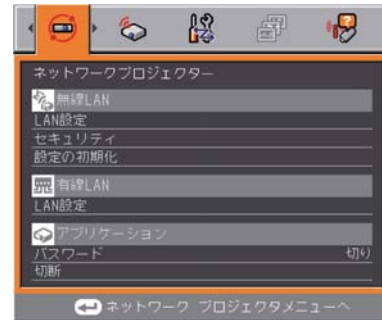 ネットワークプロジェクター
無線LAN
LAN設定
セキュリティ
設定の初期化
有線LAN
LAN設定
アプリケーション
パスワード 切り
切断
ネットワーク プロジェクタメニューへ